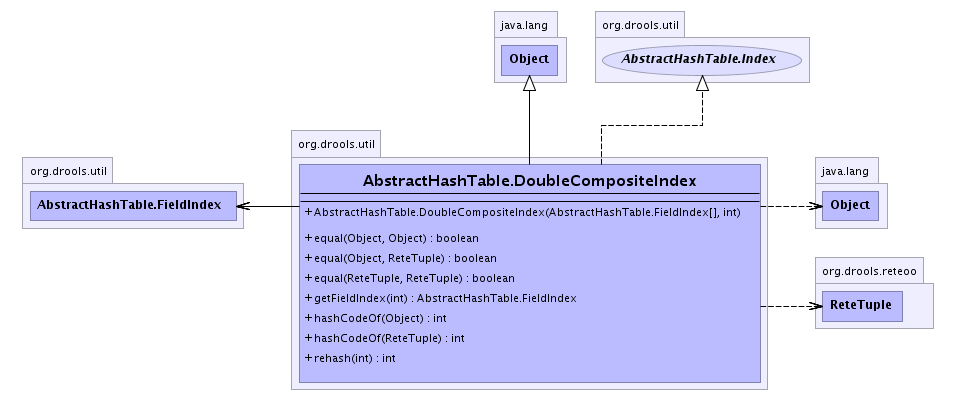 java.lang
Object
org.drools.util
AbstractHashTable.Index
org.drools.util
AbstractHashTable.FieldIndex
org.drools.util
AbstractHashTable.DoubleCompositeIndex
+ AbstractHashTable.DoubleCompositeIndex(AbstractHashTable.FieldIndex[], int)
+ equal(Object, Object) : boolean
+ equal(Object, ReteTuple) : boolean
+ equal(ReteTuple, ReteTuple) : boolean
+ getFieldIndex(int) : AbstractHashTable.FieldIndex
+ hashCodeOf(Object) : int
+ hashCodeOf(ReteTuple) : int
+ rehash(int) : int
java.lang
Object
org.drools.reteoo
ReteTuple